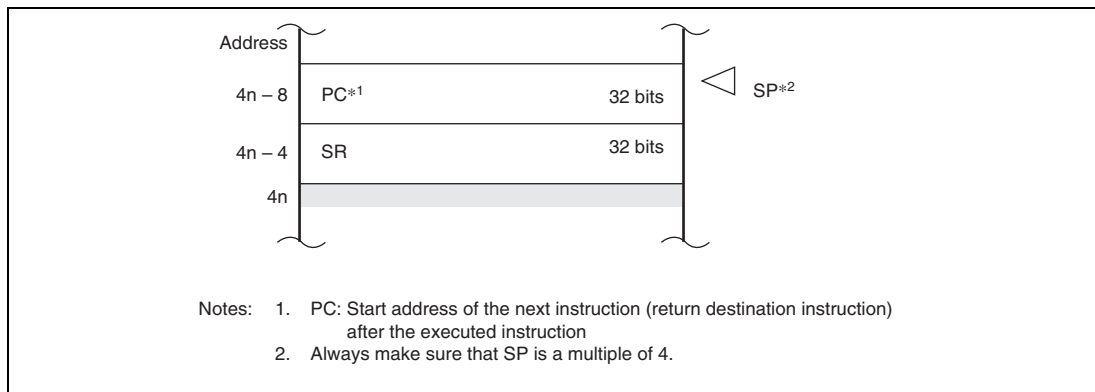 Address
4n – 8 PC*1 32 bits SP*2
4n – 4 SR 32 bits
4n
Notes: 1. PC: Start address of the next instruction (return destination instruction)
after the executed instruction
2. Always make sure that SP is a multiple of 4.